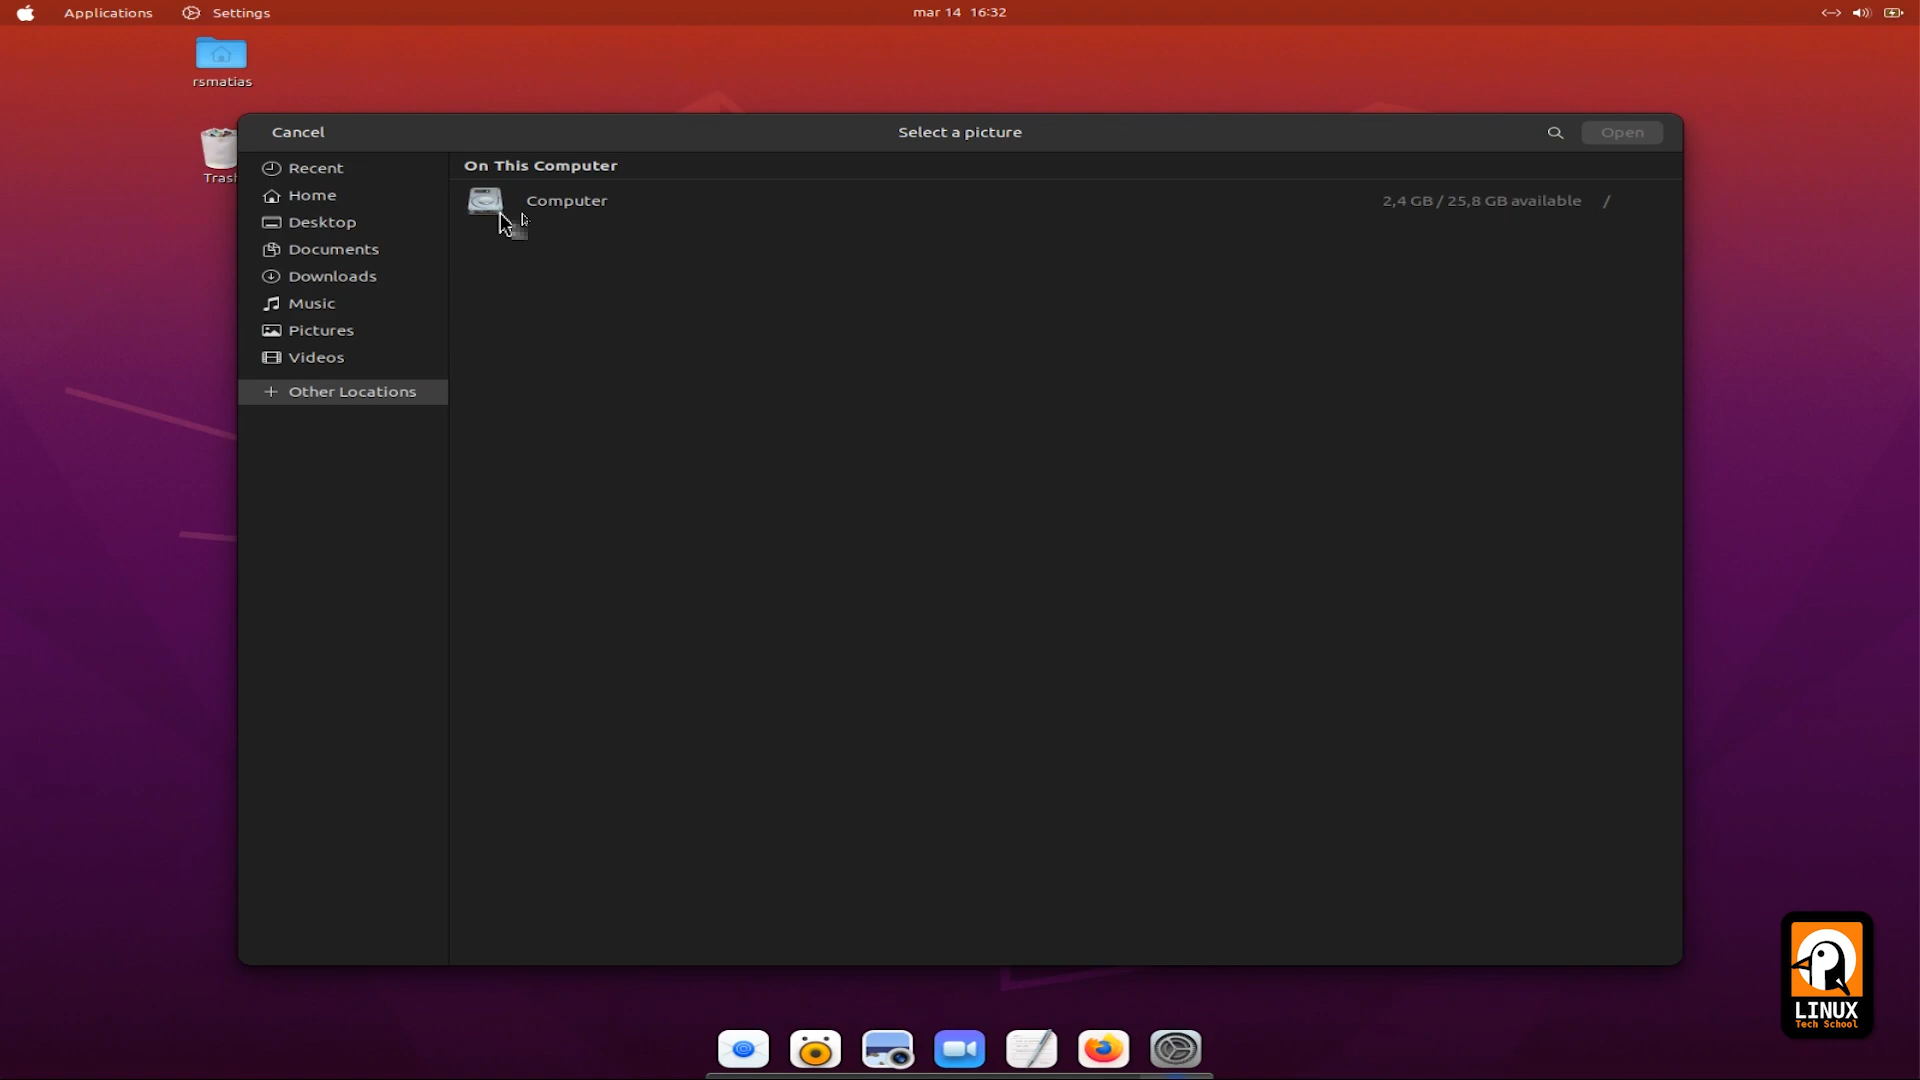 Applications Settings mar 14 16:32
rsmatias
Trash
Cancel Select a picture Open
Recent
Home
Desktop
Documents
Downloads
Music
Pictures
Videos
Other Locations
On This Computer
Computer 2,4 GB / 25,8 GB available /
LINUX
Tech School